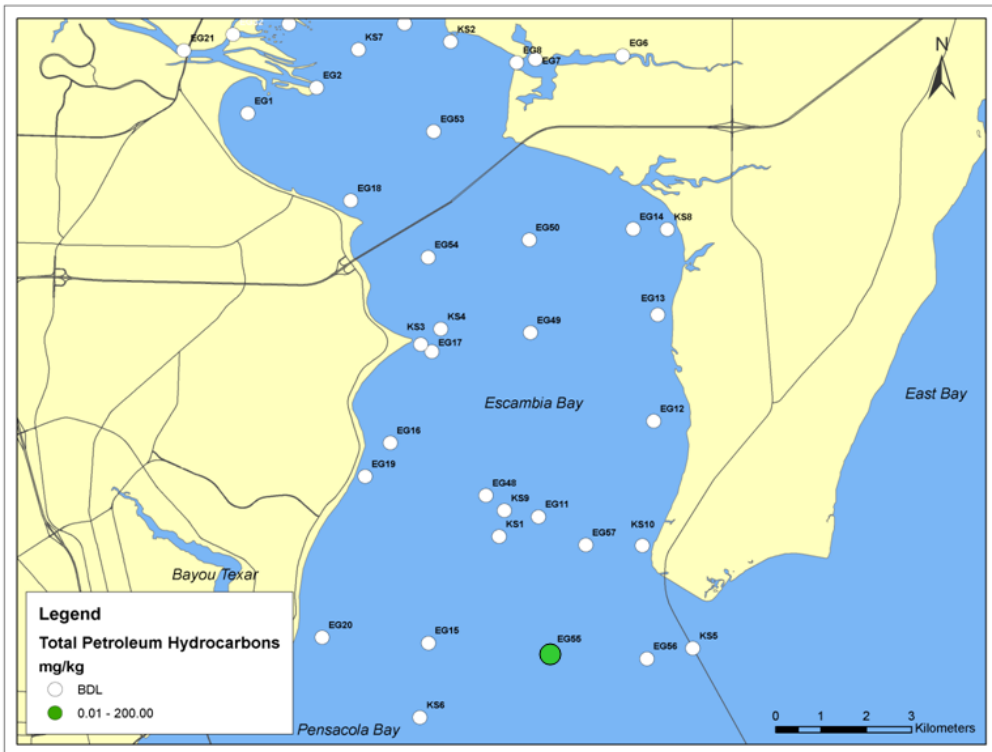 EG21
KS7
KS2
EG8
EG7
EG6
N
EG2
EG1
EG53
EG18
EG14
KS8
EG50
EG54
EG13
KS4
KS3
EG17
EG49
East Bay
Escambia Bay
EG12
EG16
EG19
EG48
KS9
EG11
KS1
EG57
KS10
Bayou Texar
Legend
Total Petroleum Hydrocarbons
mg/kg
BDL
0.01 - 200.00
EG20
EG15
EG55
EG56
KS5
KS6
Pensacola Bay
0 1 2 3
Kilometers